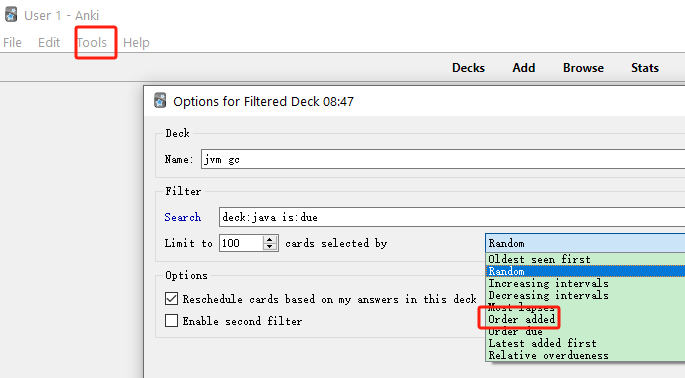 User 1 - Anki
File Edit Tools Help
Decks Add Browse Stats
Options for Filtered Deck 08:47
Deck
Name: jvm gc
Filter
Search deck:java is:due
Limit to 100 cards selected by Random
Oldest seen first
Random
Increasing intervals
Decreasing intervals
Most lapses
Order added
Order due
Latest added first
Relative overdueness
Options
Reschedule cards based on my answers in this deck
Enable second filter